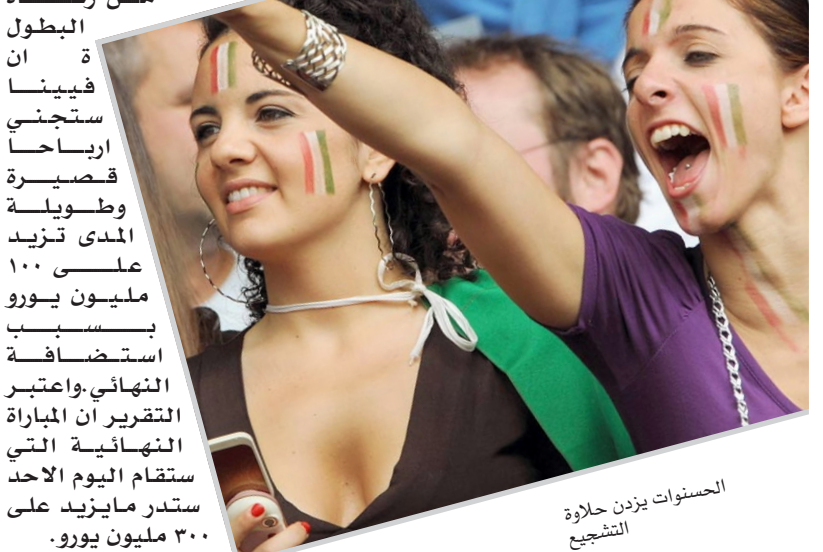 البطول
ة ان
فيينا
ستجني
ارباحا
قصيرة
وطويلة
المدى تزيد
على ١٠٠
مليون يورو
بسبب
استضافة
النهائي.واعتبر
التقرير ان المباراة
النهائية التي
ستقام اليوم الاحد
ستدر مايزيد على
٣٠٠ مليون يورو.
الحسنوات يزدن حلاوة
التشجيع